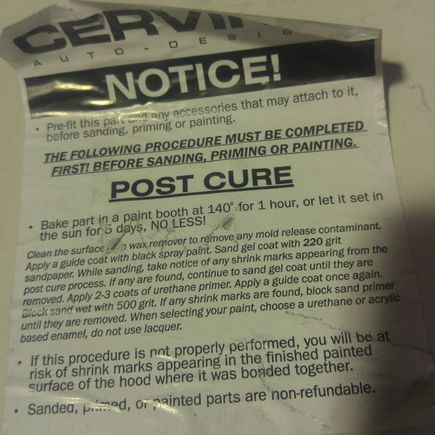 CERVIN
AUTO-DESIG
NOTICE!
• Pre-fit this part and any accessories that may attach to it,
before sanding, priming or painting.
THE FOLLOWING PROCEDURE MUST BE COMPLETED
FIRST! BEFORE SANDING, PRIMING OR PAINTING.
POST CURE
• Bake part in a paint booth at 140° for 1 hour, or let it set in
the sun for 5 days, NO LESS!
Clean the surface wax remover to remove any mold release contaminant.
Apply a guide coat with black spray paint. Sand gel coat with 220 grit
sandpaper. While sanding, take notice of any shrink marks appearing from the
post cure process. If any are found, continue to sand gel coat until they are
removed. Apply 2-3 coats of urethane primer. Apply a guide coat once again.
Block sand wet with 500 grit. If any shrink marks are found, block sand primer
until they are removed. When selecting your paint, choose a urethane or acrylic
based enamel, do not use lacquer.
• If this procedure is not properly performed, you will be at
risk of shrink marks appearing in the finished painted
surface of the hood where it was bonded together.
• Sanded, primed, or painted parts are non-refundable.